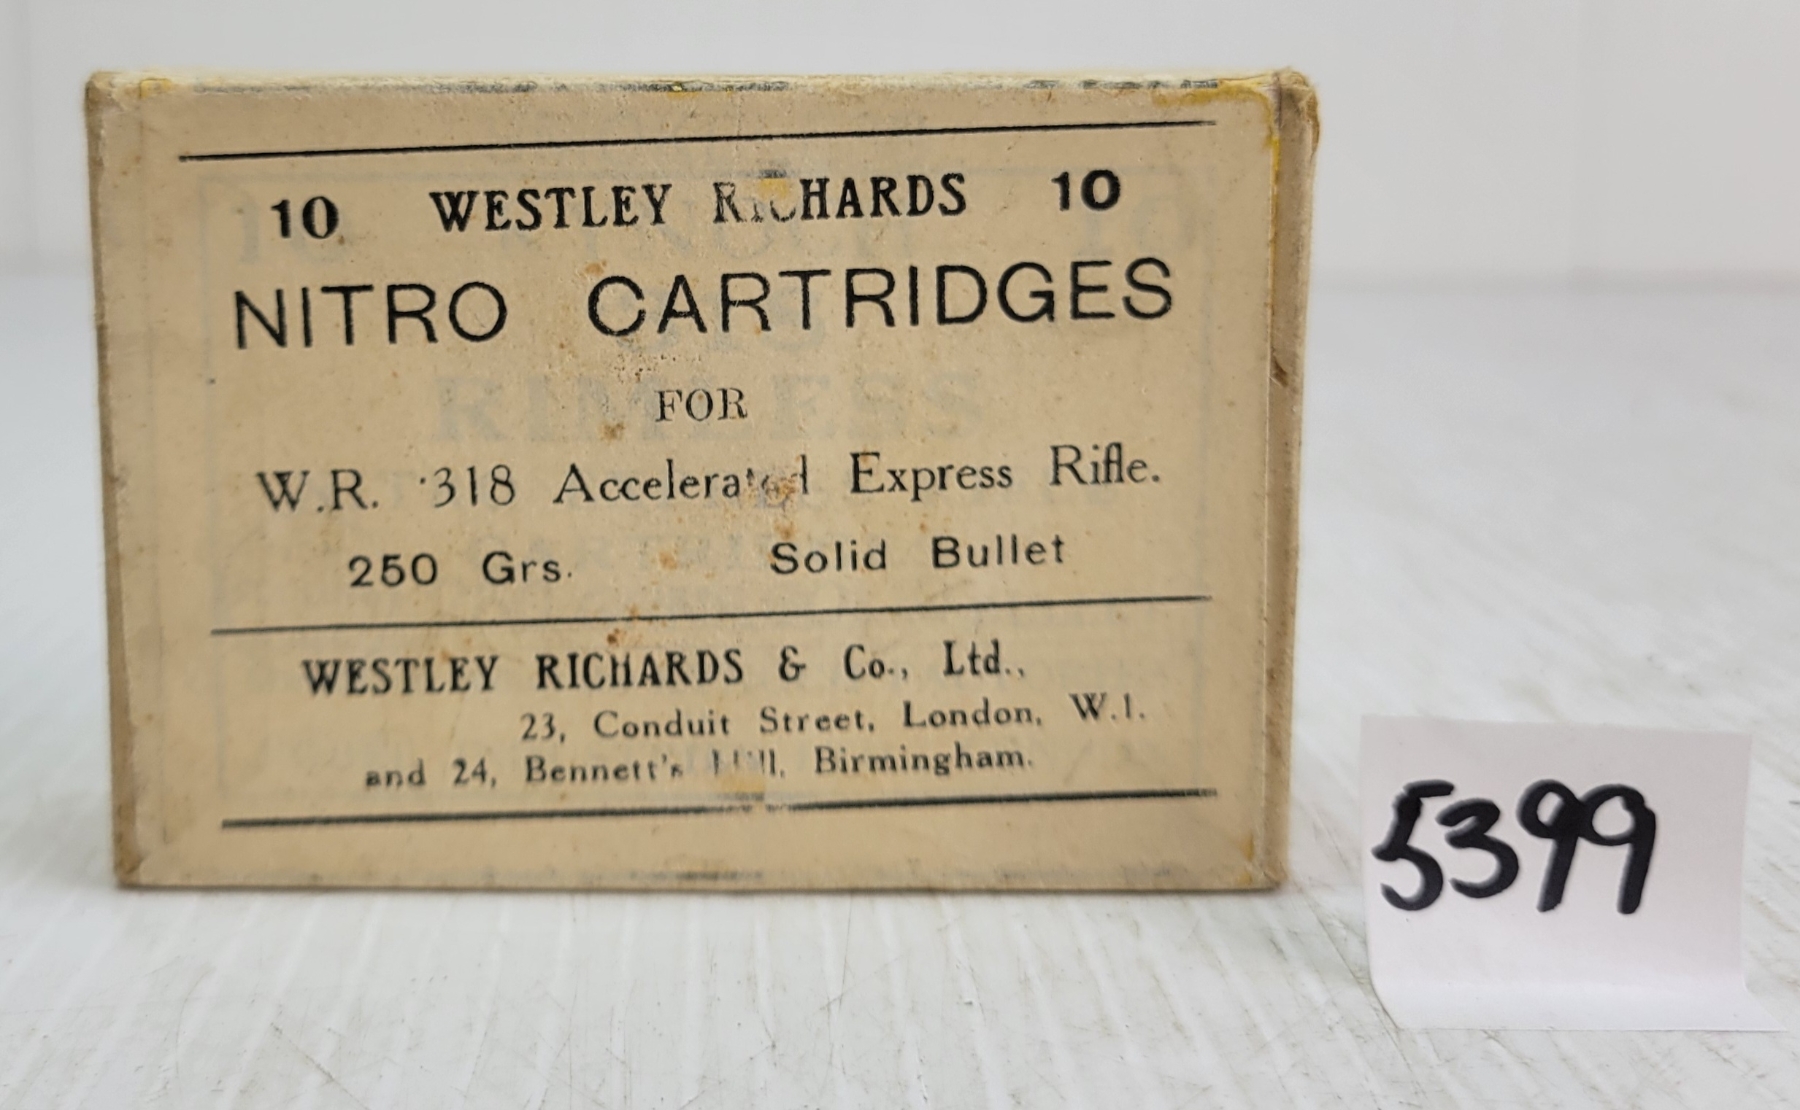 10 WESTLEY RICHARDS 10
NITRO CARTRIDGES
FOR
W.R. ·318 Accelerated Express Rifle.
250 Grs. Solid Bullet
WESTLEY RICHARDS & Co., Ltd.,
23, Conduit Street, London, W.1.
and 24, Bennett's Hill, Birmingham.
5399
RIMLESS